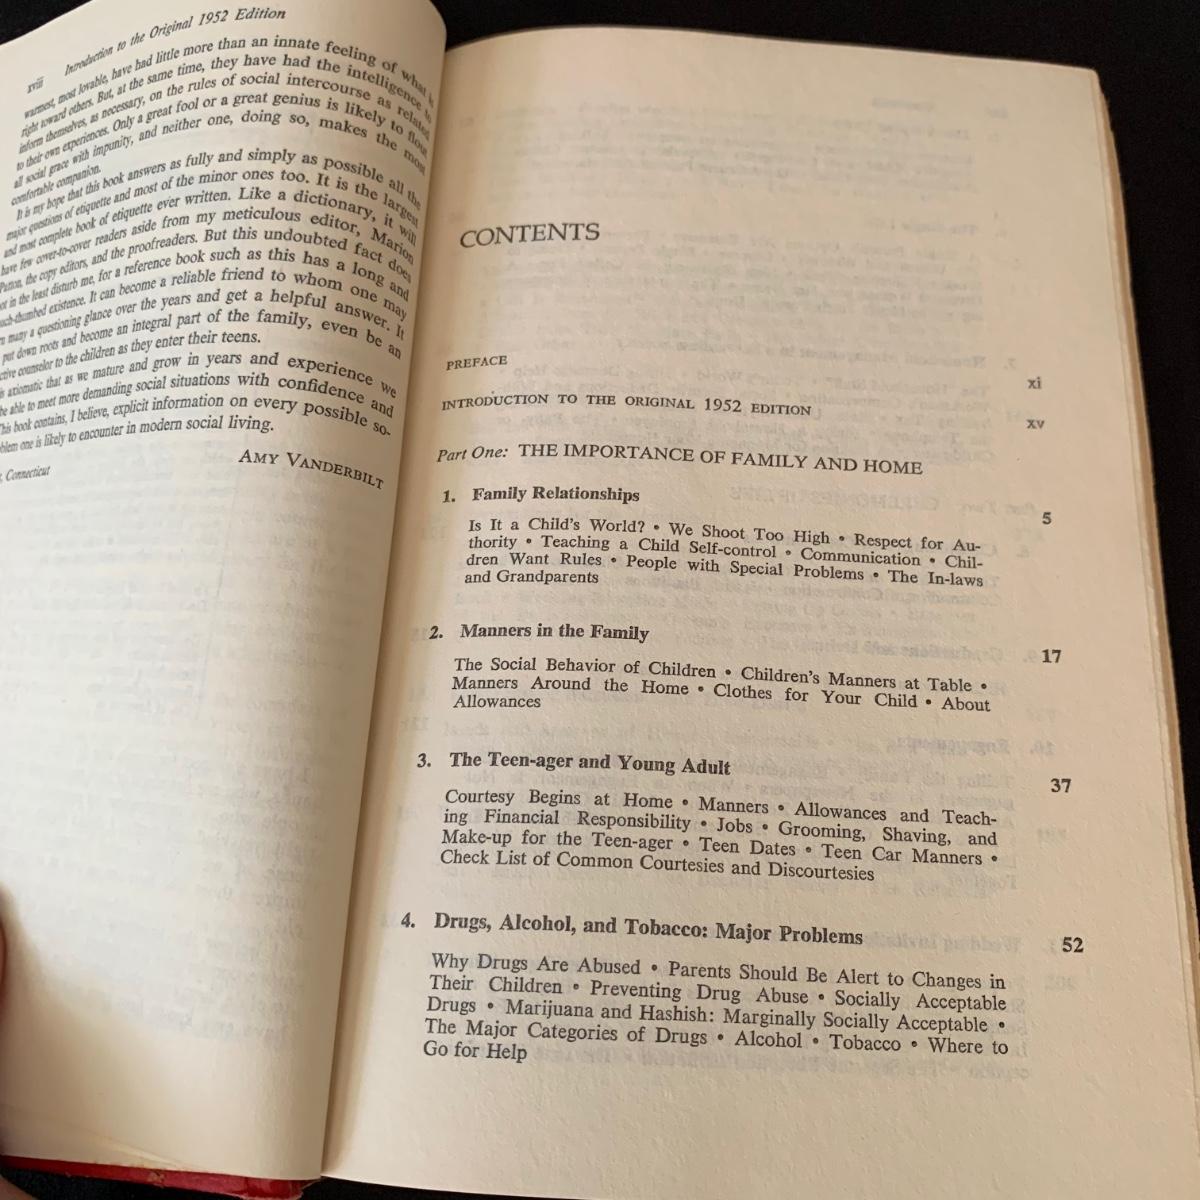 xviii Introduction to the Original 1952 Edition
warmest, most lovable, have had little more than an innate feeling of what is
right toward others. But, at the same time, they have had the intelligence to
inform themselves, as necessary, on the rules of social intercourse as related
to their own experiences. Only a great fool or a great genius is likely to flout
all social grace with impunity, and neither one, doing so, makes the most
comfortable companion.
It is my hope that this book answers as fully and simply as possible all the
major questions of etiquette and most of the minor ones too. It is the largest
and most complete book of etiquette ever written. Like a dictionary, it will
have few cover-to-cover readers aside from my meticulous editor, Marion
Patton, the copy editors, and the proofreaders. But this undoubted fact does
not in the least disturb me, for a reference book such as this has a long and
much-thumbed existence. It can become a reliable friend to whom one may
many a questioning glance over the years and get a helpful answer. It
put down roots and become an integral part of the family, even be an
ective counselor to the children as they enter their teens.
is axiomatic that as we mature and grow in years and experience we
be able to meet more demanding social situations with confidence and
This book contains, I believe, explicit information on every possible so-
blem one is likely to encounter in modern social living.
AMY VANDERBILT
, Connecticut
CONTENTS
PREFACE xi
INTRODUCTION TO THE ORIGINAL 1952 EDITION xv
Part One: THE IMPORTANCE OF FAMILY AND HOME
1. Family Relationships 5
Is It a Child's World? • We Shoot Too High • Respect for Au-
thority • Teaching a Child Self-control • Communication • Chil-
dren Want Rules • People with Special Problems • The In-laws
and Grandparents
2. Manners in the Family 17
The Social Behavior of Children • Children's Manners at Table •
Manners Around the Home • Clothes for Your Child • About
Allowances
3. The Teen-ager and Young Adult 37
Courtesy Begins at Home • Manners • Allowances and Teach-
ing Financial Responsibility • Jobs • Grooming, Shaving, and
Make-up for the Teen-ager • Teen Dates • Teen Car Manners •
Check List of Common Courtesies and Discourtesies
4. Drugs, Alcohol, and Tobacco: Major Problems 52
Why Drugs Are Abused • Parents Should Be Alert to Changes in
Their Children • Preventing Drug Abuse • Socially Acceptable
Drugs • Marijuana and Hashish: Marginally Socially Acceptable •
The Major Categories of Drugs • Alcohol • Tobacco • Where to
Go for Help